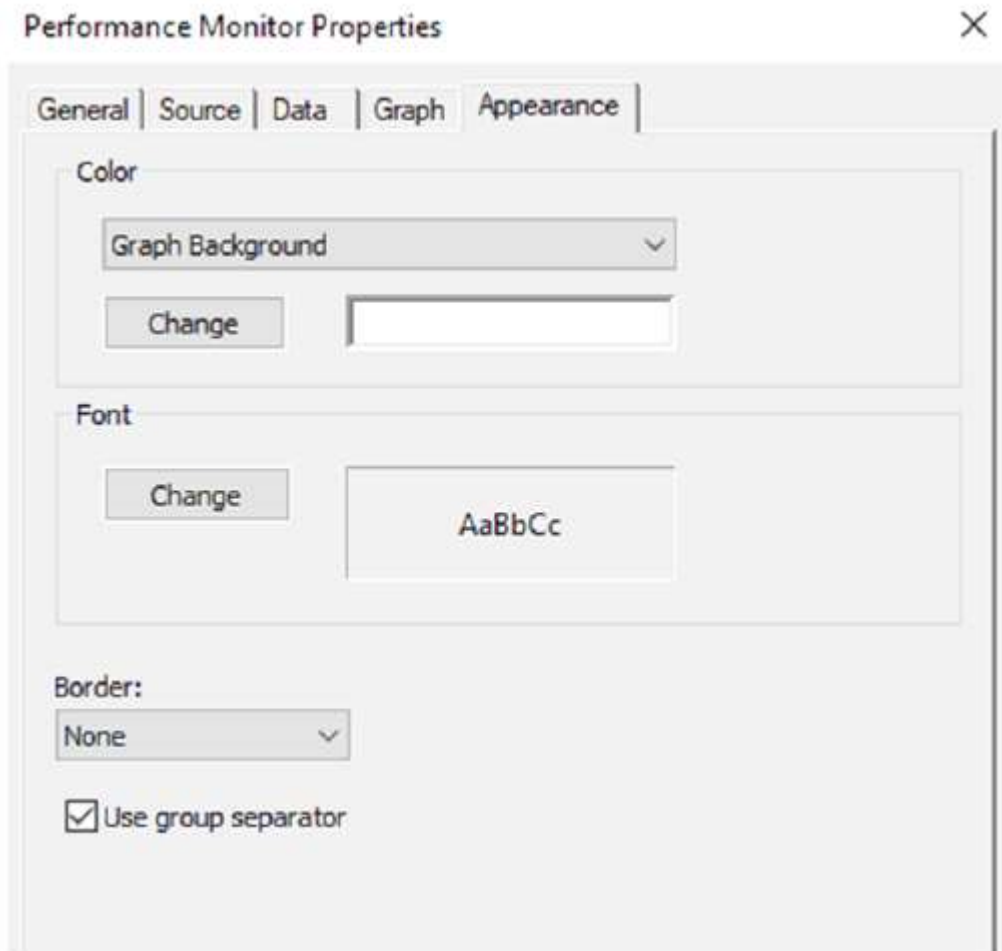 Performance Monitor Properties
General Source Data Graph Appearance
Color
Graph Background
Change
Font
Change AaBbCc
Border:
None
Use group separator